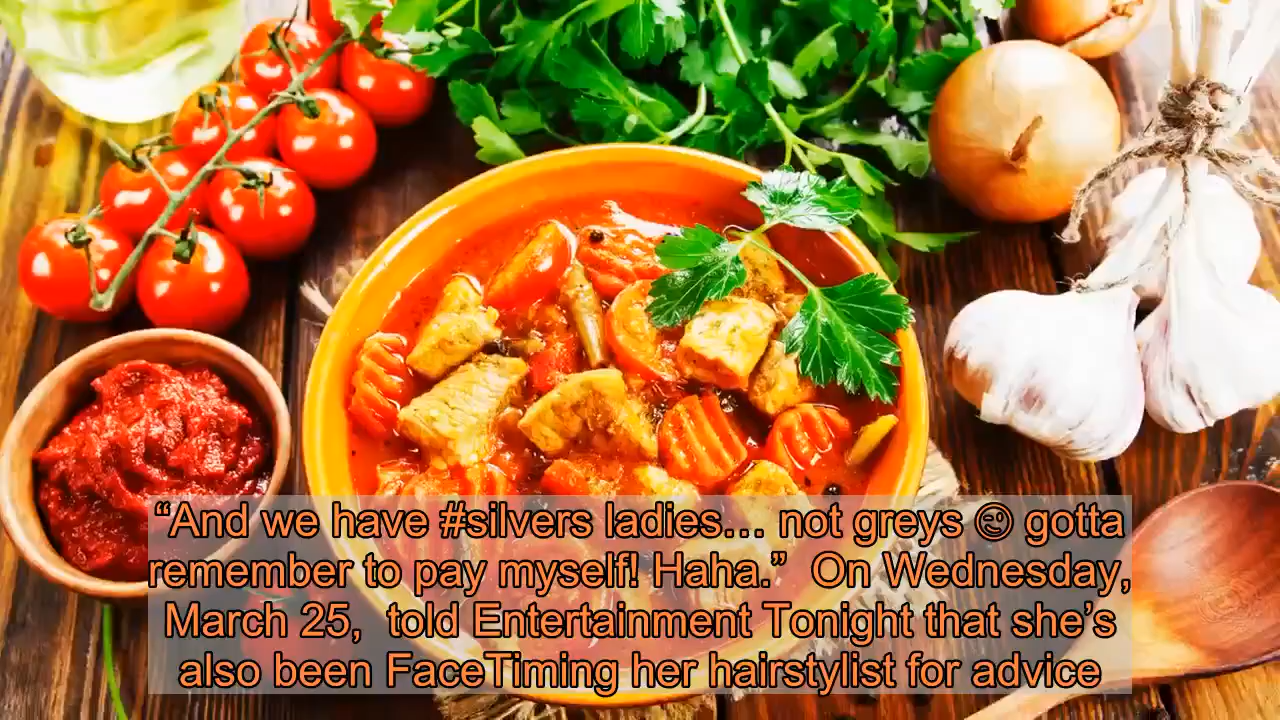 “And we have #silvers ladies… not greys 😉 gotta
remember to pay myself! Haha.”  On Wednesday,
March 25,  told Entertainment Tonight that she’s
also been FaceTiming her hairstylist for advice